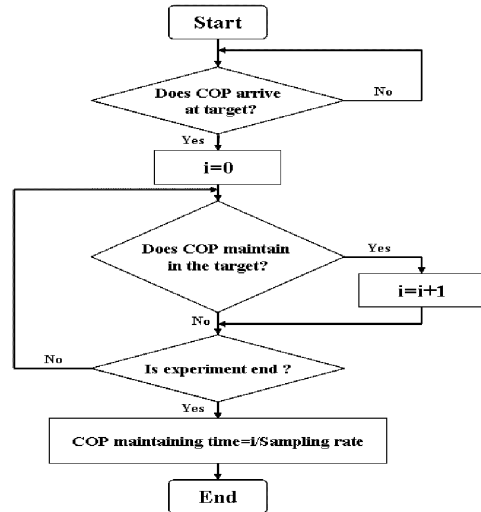 Start
Does COP arrive
at target?
No
Yes
i=0
Does COP maintain
in the target?
Yes
i=i+1
No
Is experiment end ?
No
Yes
COP maintaining time=i/Sampling rate
End